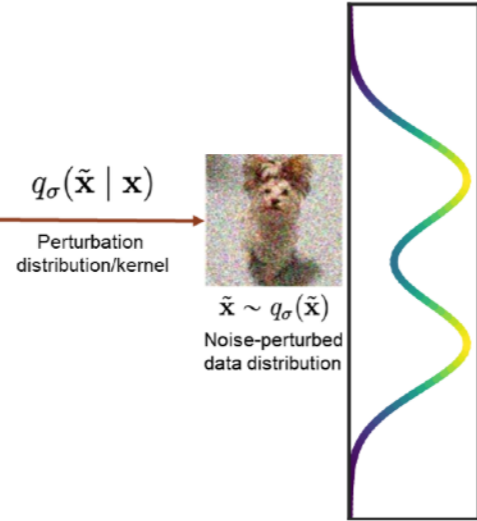 q_σ(x̃ | x)
Perturbation
distribution/kernel
x̃ ∼ q_σ(x̃)
Noise-perturbed
data distribution